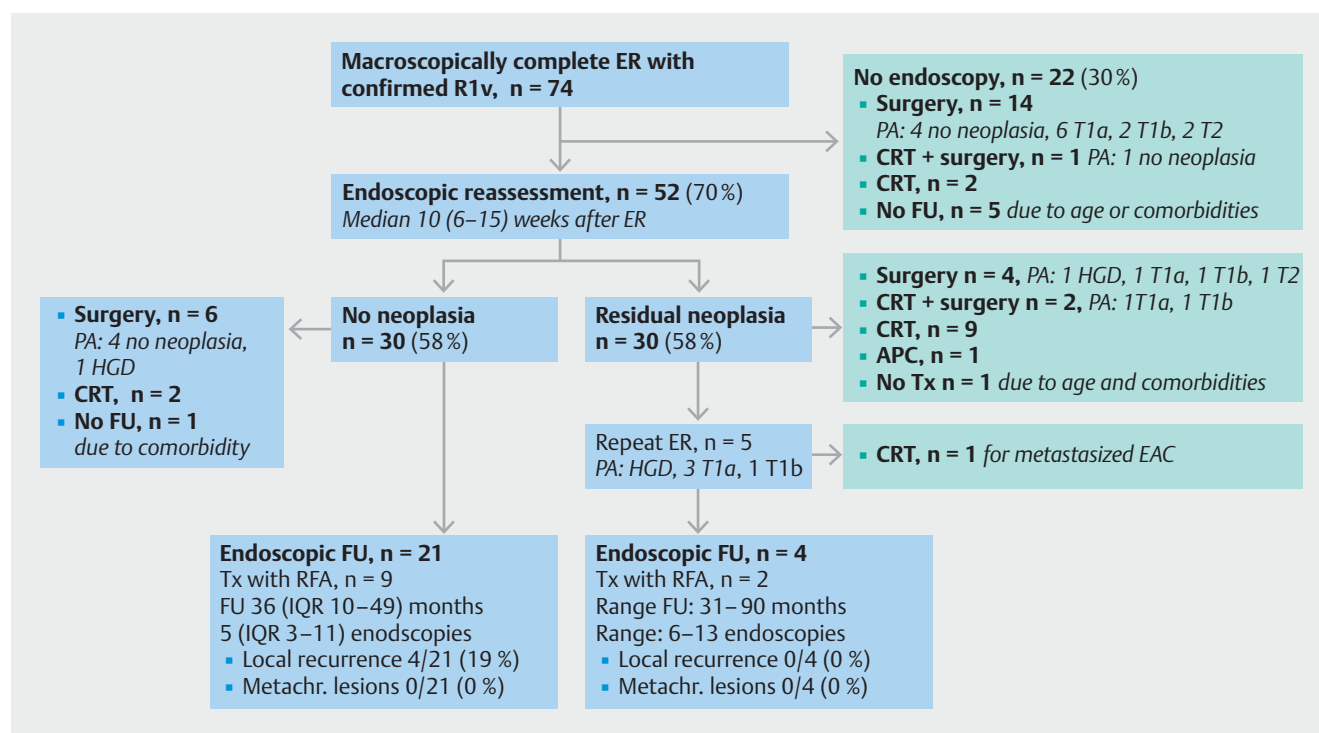 Macroscopically complete ER with
confirmed R1v, n = 74
No endoscopy, n = 22 (30 %)
▪ Surgery, n = 14
PA: 4 no neoplasia, 6 T1a, 2 T1b, 2 T2
▪ CRT + surgery, n = 1 PA: 1 no neoplasia
▪ CRT, n = 2
▪ No FU, n = 5 due to age or comorbidities
Endoscopic reassessment, n = 52 (70 %)
Median 10 (6–15) weeks after ER
▪ Surgery, n = 6
PA: 4 no neoplasia,
1 HGD
▪ CRT, n = 2
▪ No FU, n = 1
due to comorbidity
No neoplasia
n = 30 (58 %)
Residual neoplasia
n = 30 (58 %)
▪ Surgery n = 4, PA: 1 HGD, 1 T1a, 1 T1b, 1 T2
▪ CRT + surgery n = 2, PA: 1T1a, 1 T1b
▪ CRT, n = 9
▪ APC, n = 1
▪ No Tx n = 1 due to age and comorbidities
Repeat ER, n = 5
PA: HGD, 3 T1a, 1 T1b
▪ CRT, n = 1 for metastasized EAC
Endoscopic FU, n = 21
Tx with RFA, n = 9
FU 36 (IQR 10–49) months
5 (IQR 3–11) enodscopies
▪ Local recurrence 4/21 (19 %)
▪ Metachr. lesions 0/21 (0 %)
Endoscopic FU, n = 4
Tx with RFA, n = 2
Range FU: 31– 90 months
Range: 6–13 endoscopies
▪ Local recurrence 0/4 (0 %)
▪ Metachr. lesions 0/4 (0 %)